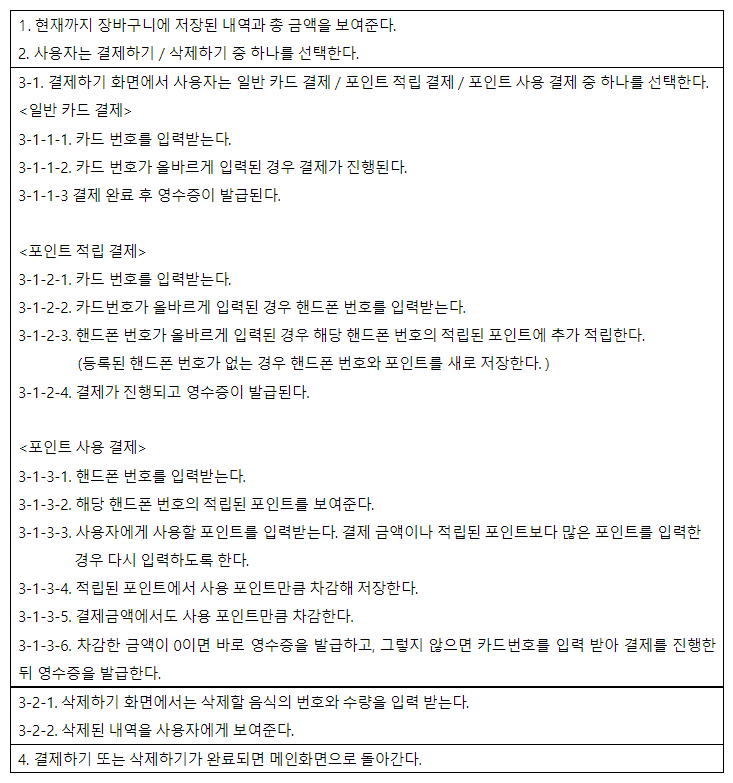 1. 현재까지 장바구니에 저장된 내역과 총 금액을 보여준다.
2. 사용자는 결제하기 / 삭제하기 중 하나를 선택한다.
3-1. 결제하기 화면에서 사용자는 일반 카드 결제 / 포인트 적립 결제 / 포인트 사용 결제 중 하나를 선택한다.
<일반 카드 결제>
3-1-1-1. 카드 번호를 입력받는다.
3-1-1-2. 카드 번호가 올바르게 입력된 경우 결제가 진행된다.
3-1-1-3 결제 완료 후 영수증이 발급된다.
<포인트 적립 결제>
3-1-2-1. 카드 번호를 입력받는다.
3-1-2-2. 카드번호가 올바르게 입력된 경우 핸드폰 번호를 입력받는다.
3-1-2-3. 핸드폰 번호가 올바르게 입력된 경우 해당 핸드폰 번호의 적립된 포인트에 추가 적립한다.
(등록된 핸드폰 번호가 없는 경우 핸드폰 번호와 포인트를 새로 저장한다. )
3-1-2-4. 결제가 진행되고 영수증이 발급된다.
<포인트 사용 결제>
3-1-3-1. 핸드폰 번호를 입력받는다.
3-1-3-2. 해당 핸드폰 번호의 적립된 포인트를 보여준다.
3-1-3-3. 사용자에게 사용할 포인트를 입력받는다. 결제 금액이나 적립된 포인트보다 많은 포인트를 입력한
경우 다시 입력하도록 한다.
3-1-3-4. 적립된 포인트에서 사용 포인트만큼 차감해 저장한다.
3-1-3-5. 결제금액에서도 사용 포인트만큼 차감한다.
3-1-3-6. 차감한 금액이 0이면 바로 영수증을 발급하고, 그렇지 않으면 카드번호를 입력 받아 결제를 진행한
뒤 영수증을 발급한다.
3-2-1. 삭제하기 화면에서는 삭제할 음식의 번호와 수량을 입력 받는다.
3-2-2. 삭제된 내역을 사용자에게 보여준다.
4. 결제하기 또는 삭제하기가 완료되면 메인화면으로 돌아간다.